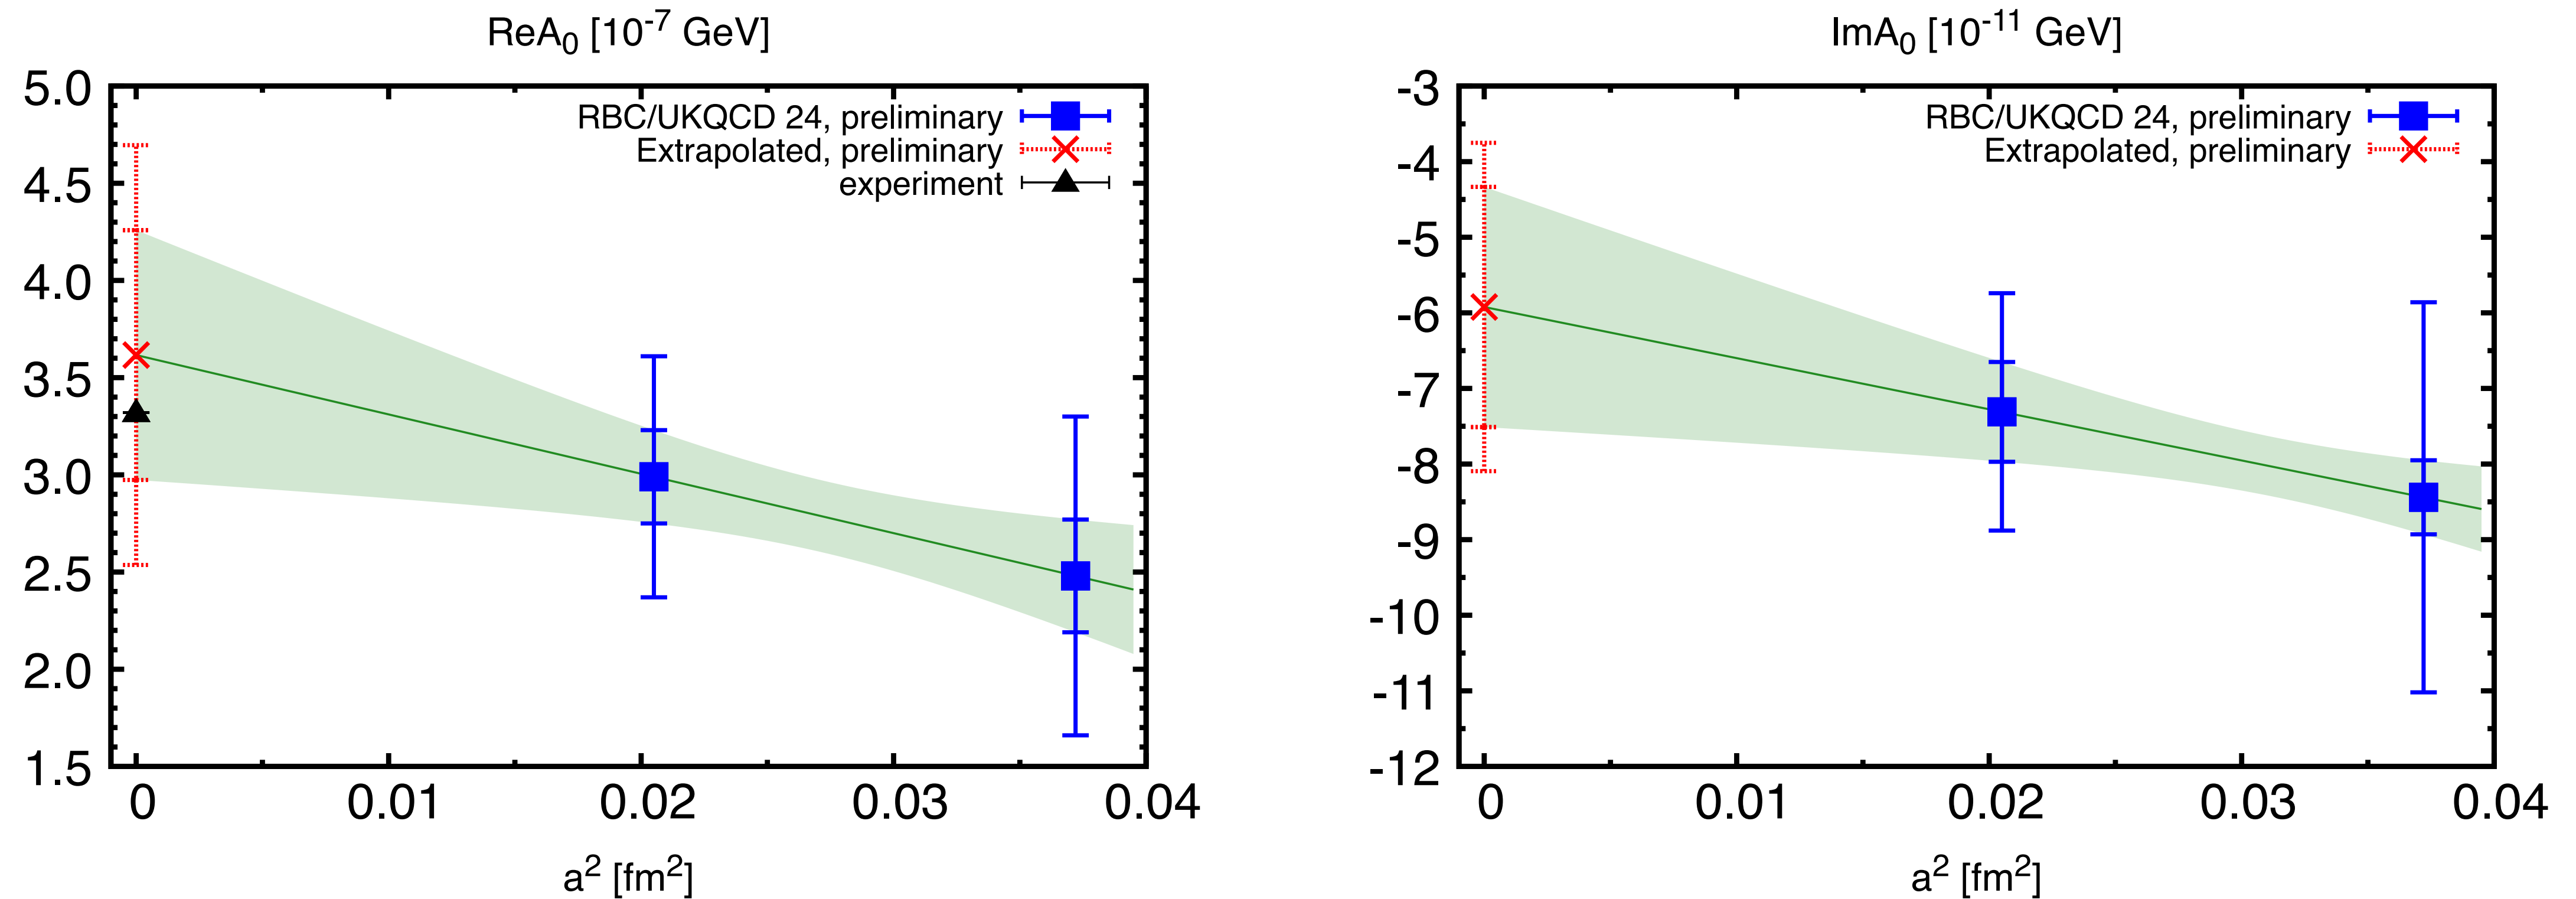 ReA₀ [10⁻⁷ GeV]
5.0
4.5
4.0
3.5
3.0
2.5
2.0
1.5
RBC/UKQCD 24, preliminary
Extrapolated, preliminary
experiment
0 0.01 0.02 0.03 0.04
a² [fm²]
ImA₀ [10⁻¹¹ GeV]
-3
-4
-5
-6
-7
-8
-9
-10
-11
-12
RBC/UKQCD 24, preliminary
Extrapolated, preliminary
0 0.01 0.02 0.03 0.04
a² [fm²]